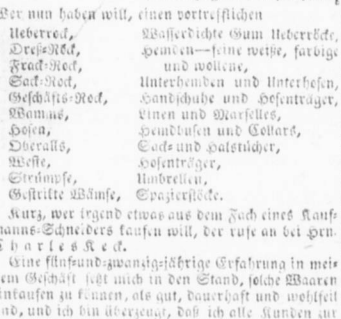 Wer nun haben will, einen vortrefflichen
Ueberrock, Wasserdichte Gum Ueberröcke,
Dreß-Rock, Hemden--feine weiße, farbige
Frack-Rock, und wollene,
Sack-Rock, Unterhemden und Unterhosen,
Geschäfts-Rock, Handschuhe und Hosenträger,
Wamms, Linen und Marselles,
Hosen, Hemdbusen und Collars,
Oberalls, Sack- und Halstücher,
Weste, Hosenträger,
Strümpfe, Umbrellen,
Gestrikte Wämse, Spazierstöcke.
Kurz, wer irgend etwas aus dem Fach eines Kauf-
manns-Schneiders kaufen will, der rufe an bei Hrn.
Charles Keck.
Eine fünf-und-zwanzig-jährige Erfahrung in mei-
nem Geschäft setzt mich in den Stand, solche Waaren
einkaufen zu können, als gut, dauerhaft und wohlfeil
sind, und ich bin überzeugt, daß ich alle Kunden zur